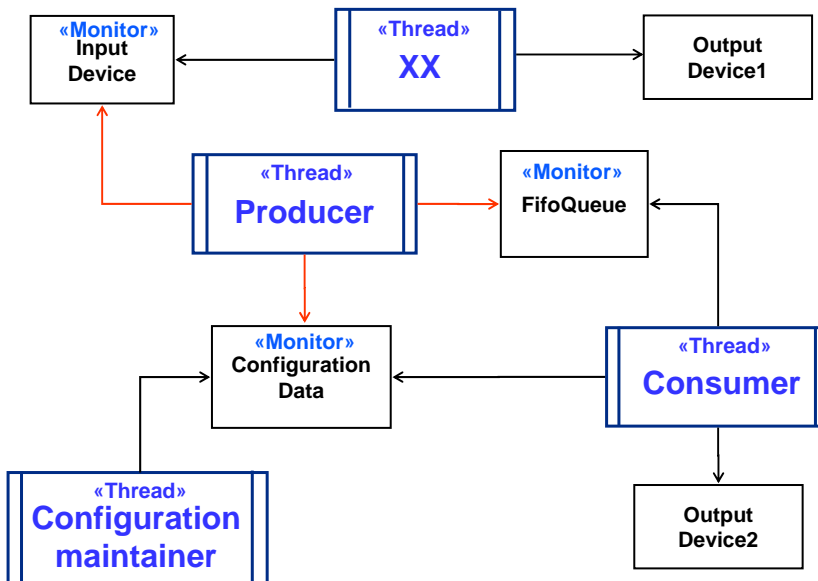 «Monitor»
Input
Device
«Thread»
XX
Output
Device1
«Thread»
Producer
«Monitor»
FifoQueue
«Monitor»
Configuration
Data
«Thread»
Consumer
«Thread»
Configuration
maintainer
Output
Device2